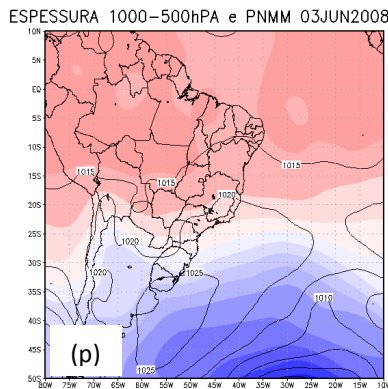 ESPESSURA 1000-500hPa e PNMM 03JUN2008
10N
5N
EQ
5S
10S
15S
20S
25S
30S
35S
40S
45S
50S
1015
1015
1015
1020
1020
1020
1025
1010
1025
(p)
80W 75W 70W 65W 60W 55W 50W 45W 40W 35W 30W 25W 20W 15W 10W